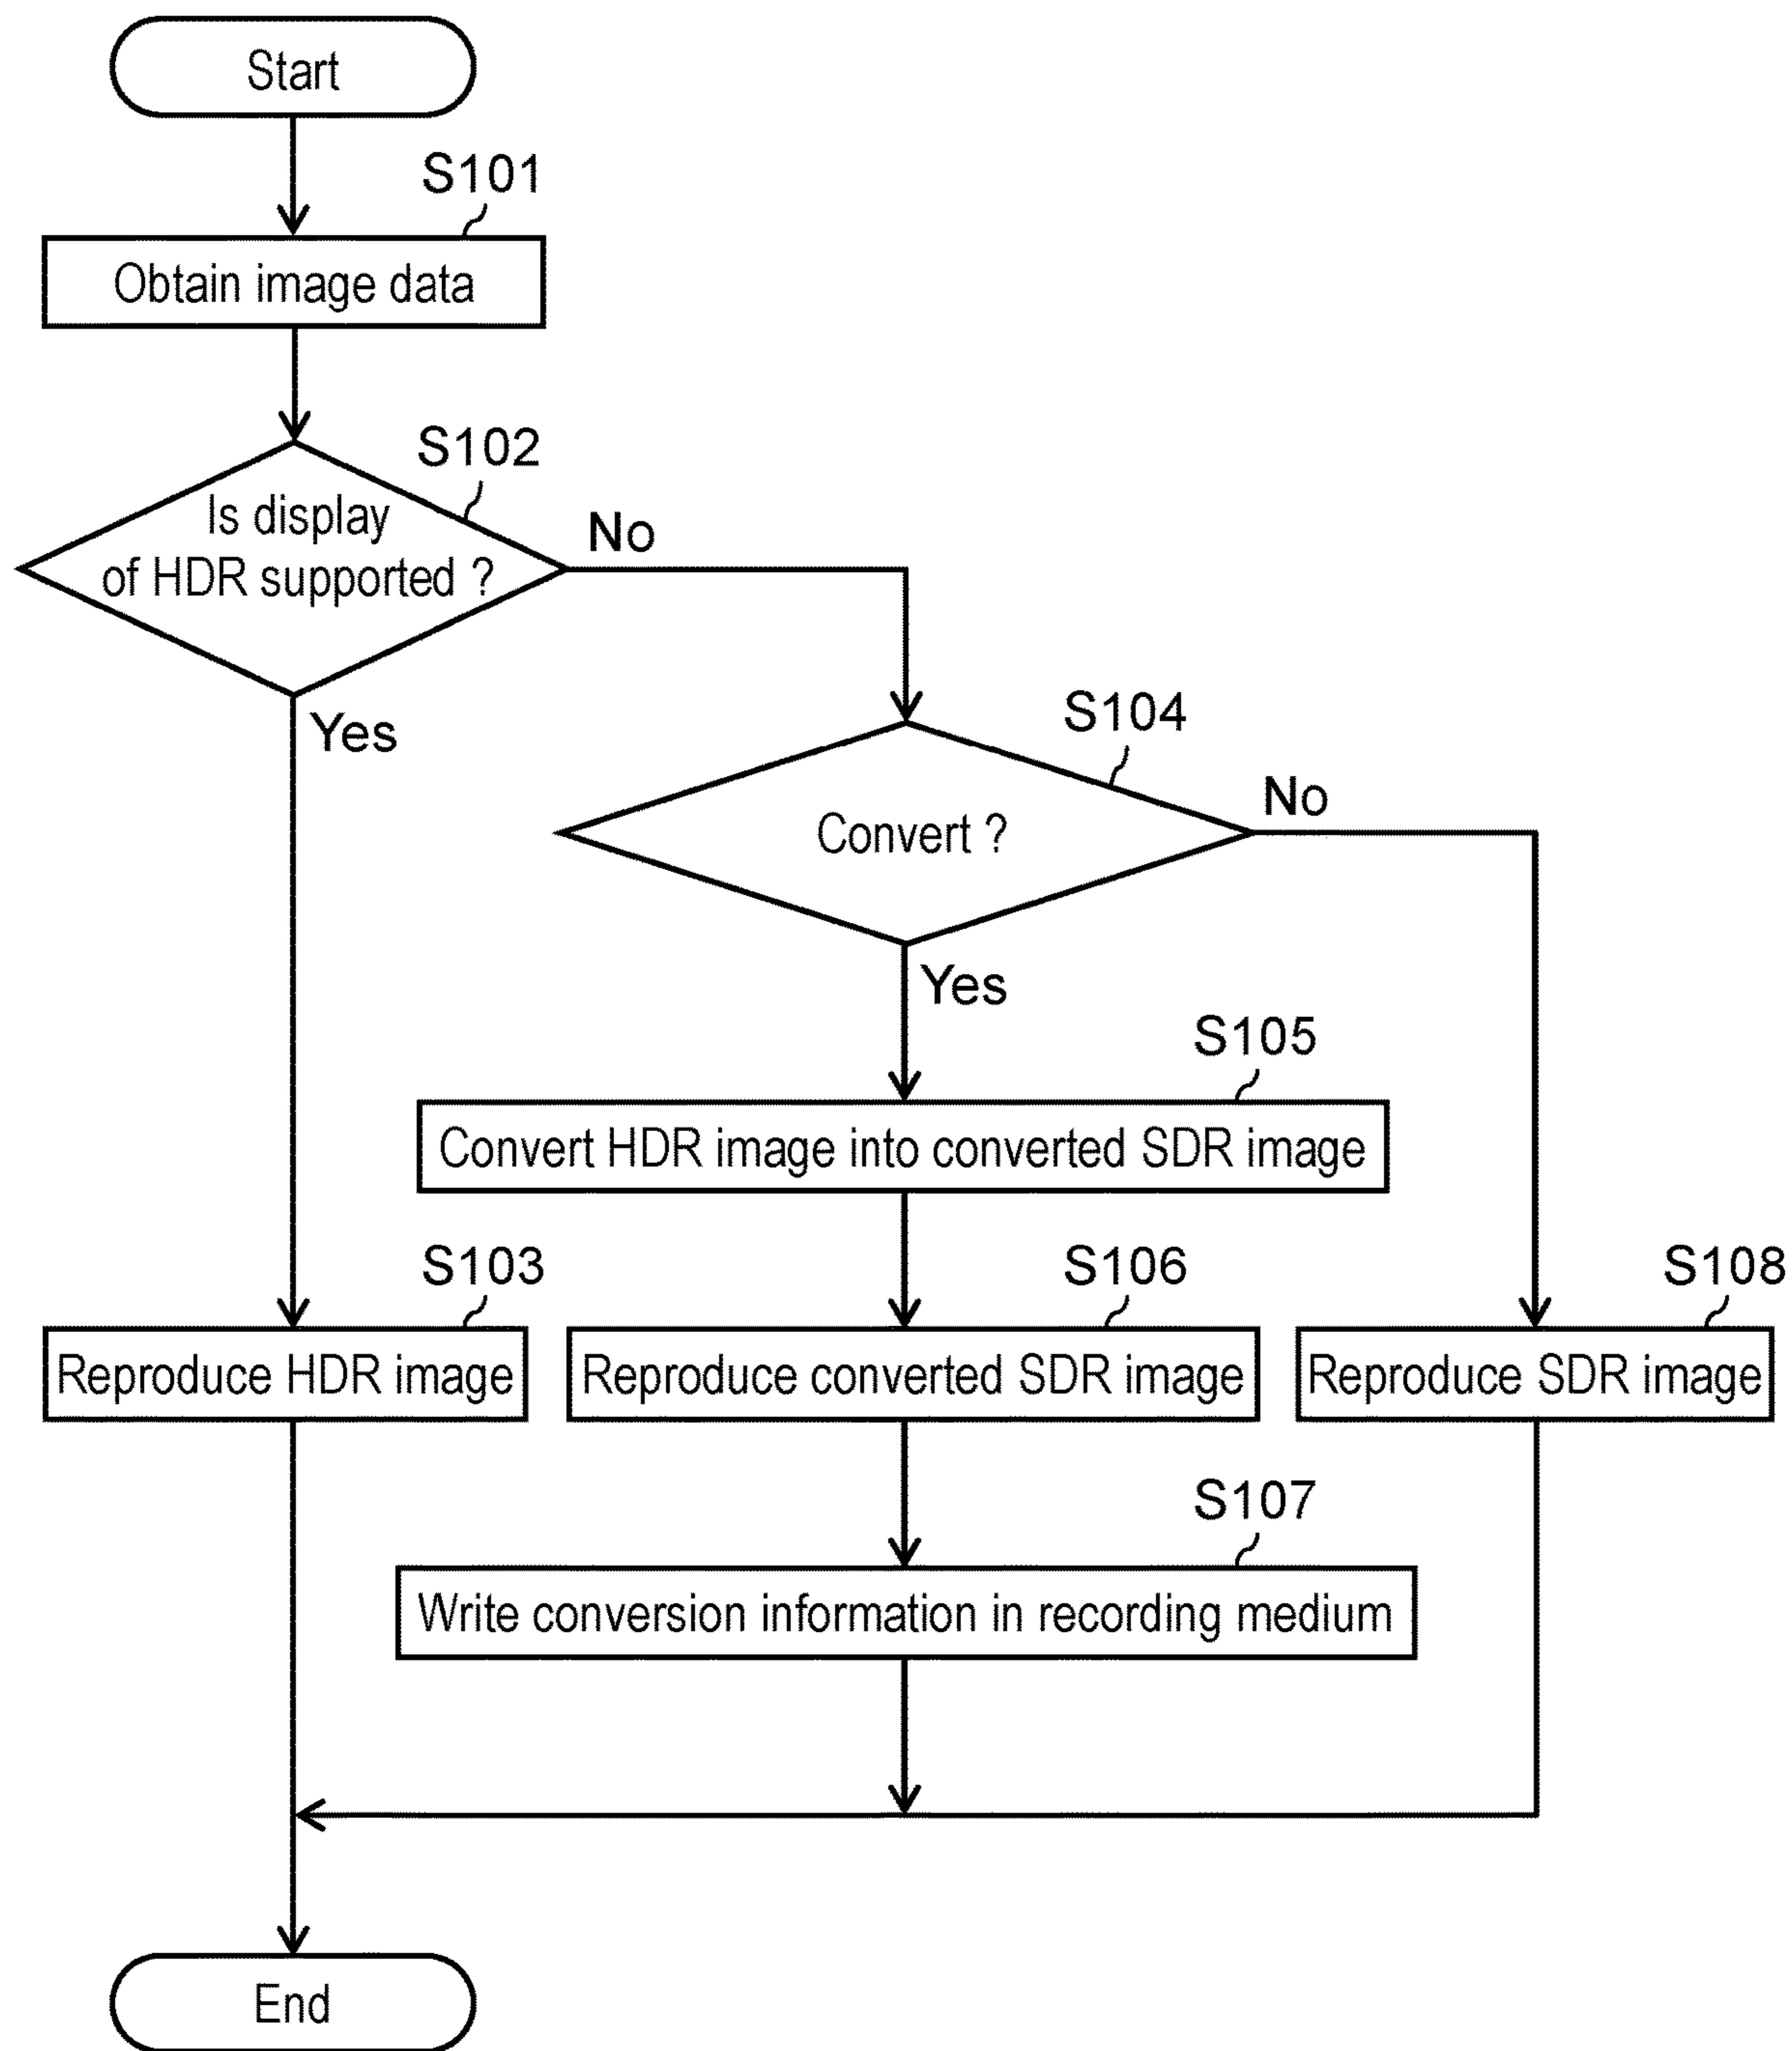 Start
S101
Obtain image data
S102
Is display
of HDR supported ?
No
Yes
S104
Convert ?
No
Yes
S105
Convert HDR image into converted SDR image
S103
S106
S108
Reproduce HDR image
Reproduce converted SDR image
Reproduce SDR image
S107
Write conversion information in recording medium
End